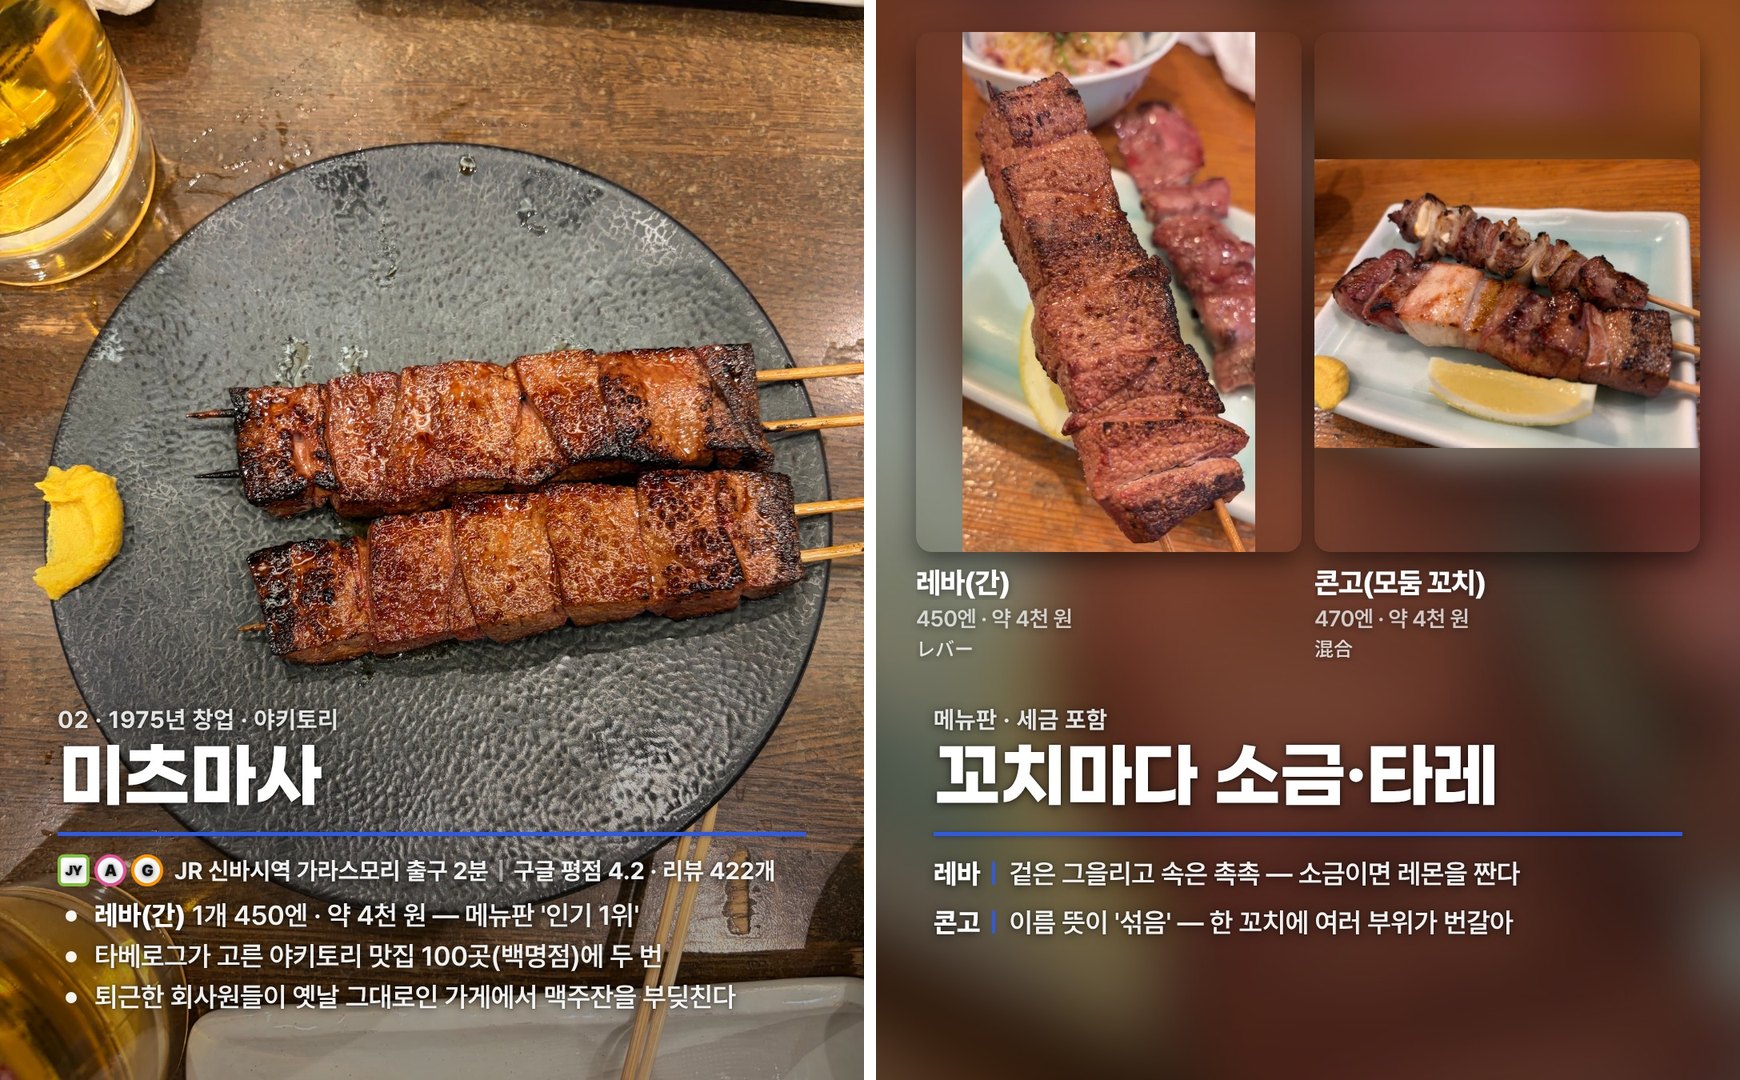 02 · 1975년 창업 · 야키토리
미츠마사
JY A G JR 신바시역 가라스모리 출구 2분 | 구글 평점 4.2 · 리뷰 422개
• 레바(간) 1개 450엔 · 약 4천 원 — 메뉴판 '인기 1위'
• 타베로그가 고른 야키토리 맛집 100곳(백명점)에 두 번
• 퇴근한 회사원들이 옛날 그대로인 가게에서 맥주잔을 부딪친다
레바(간)
450엔 · 약 4천 원
レバー
콘고(모둠 꼬치)
470엔 · 약 4천 원
混合
메뉴판 · 세금 포함
꼬치마다 소금·타레
레바 | 겉은 그을리고 속은 촉촉 — 소금이면 레몬을 짠다
콘고 | 이름 뜻이 '섞음' — 한 꼬치에 여러 부위가 번갈아